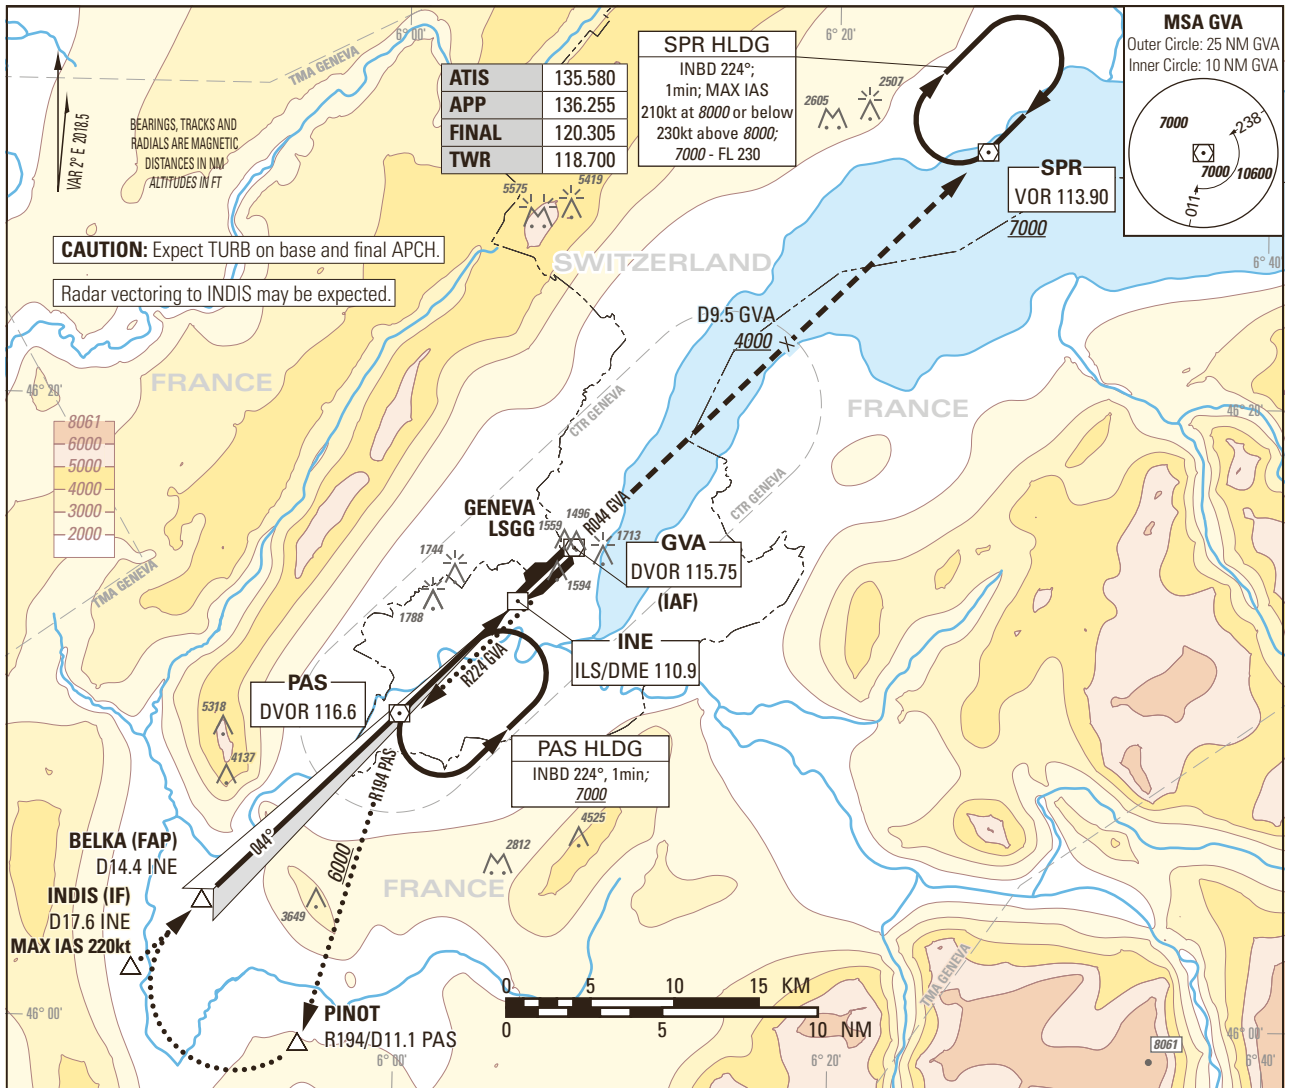 6° 00'
6° 20'
MSA GVA
Outer Circle: 25 NM GVA
Inner Circle: 10 NM GVA
7000
238
7000
10600
011
TMA GENEVA
VAR 2° E 2018.5
BEARINGS, TRACKS AND
RADIALS ARE MAGNETIC
DISTANCES IN NM
ALTITUDES IN FT
ATIS 135.580
APP 136.255
FINAL 120.305
TWR 118.700
SPR HLDG
INBD 224°;
1min; MAX IAS
210kt at 8000 or below
230kt above 8000;
7000 - FL 230
2605
2507
SPR
VOR 113.90
7000
5575
5419
CAUTION: Expect TURB on base and final APCH.
Radar vectoring to INDIS may be expected.
SWITZERLAND
6° 40'
D9.5 GVA
4000
FRANCE
46° 20'
FRANCE
46° 20'
8061
6000
5000
4000
3000
2000
CTR GENEVA
CTR GENEVA
R044 GVA
GENEVA
LSGG
1559
1496
1713
1594
GVA
DVOR 115.75
(IAF)
1744
1788
TMA GENEVA
INE
ILS/DME 110.9
R224 GVA
PAS
DVOR 116.6
5318
4137
PAS HLDG
INBD 224°, 1min;
7000
R194 PAS
4525
2812
044°
6000
BELKA (FAP)
D14.4 INE
INDIS (IF)
D17.6 INE
MAX IAS 220kt
3649
FRANCE
TMA GENEVA
0 5 10 15 KM
0 5 10 NM
PINOT
R194/D11.1 PAS
46° 00'
46° 00'
8061
6° 00'
6° 20'
6° 40'